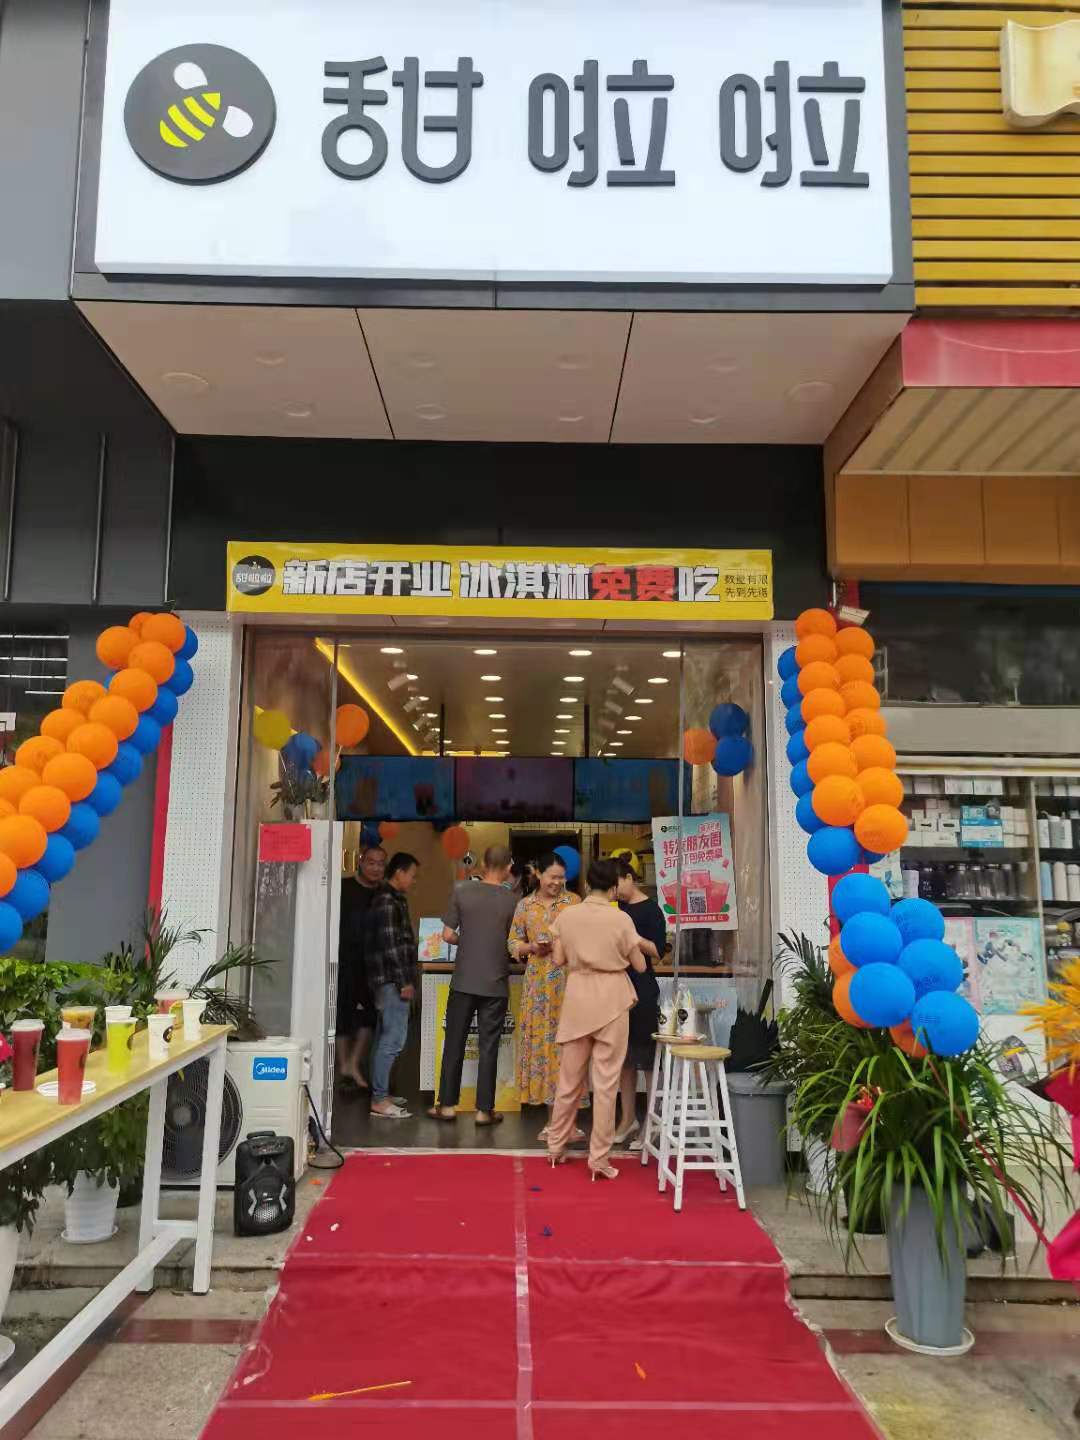 甜啦啦
甜啦啦
新店开业 冰淇淋免费吃
数量有限
先到先得
转发朋友圈
Midea